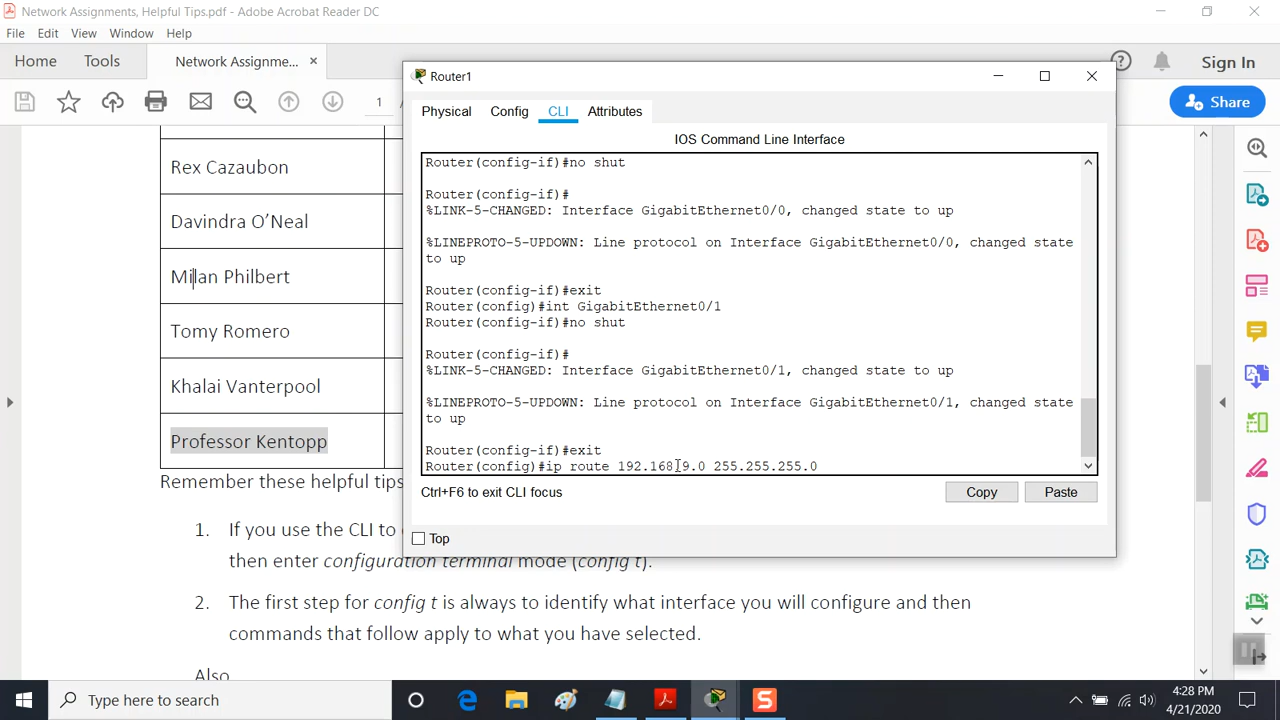 Network Assignments, Helpful Tips.pdf - Adobe Acrobat Reader DC
File Edit View Window Help
Home Tools Network Assignme... × Sign In
1 / Share
Router1
Physical Config CLI Attributes
IOS Command Line Interface
Router(config-if)#no shut
Router(config-if)#
%LINK-5-CHANGED: Interface GigabitEthernet0/0, changed state to up
%LINEPROTO-5-UPDOWN: Line protocol on Interface GigabitEthernet0/0, changed state
to up
Router(config-if)#exit
Router(config)#int GigabitEthernet0/1
Router(config-if)#no shut
Router(config-if)#
%LINK-5-CHANGED: Interface GigabitEthernet0/1, changed state to up
%LINEPROTO-5-UPDOWN: Line protocol on Interface GigabitEthernet0/1, changed state
to up
Router(config-if)#exit
Router(config)#ip route 192.168.9.0 255.255.255.0
Ctrl+F6 to exit CLI focus
Copy Paste
Top
Rex Cazaubon
Davindra O’Neal
Milan Philbert
Tomy Romero
Khalai Vanterpool
Professor Kentopp
Remember these helpful tips
1. If you use the CLI to
then enter configuration terminal mode (config t).
2. The first step for config t is always to identify what interface you will configure and then
commands that follow apply to what you have selected.
Also
Type here to search
4:28 PM
4/21/2020